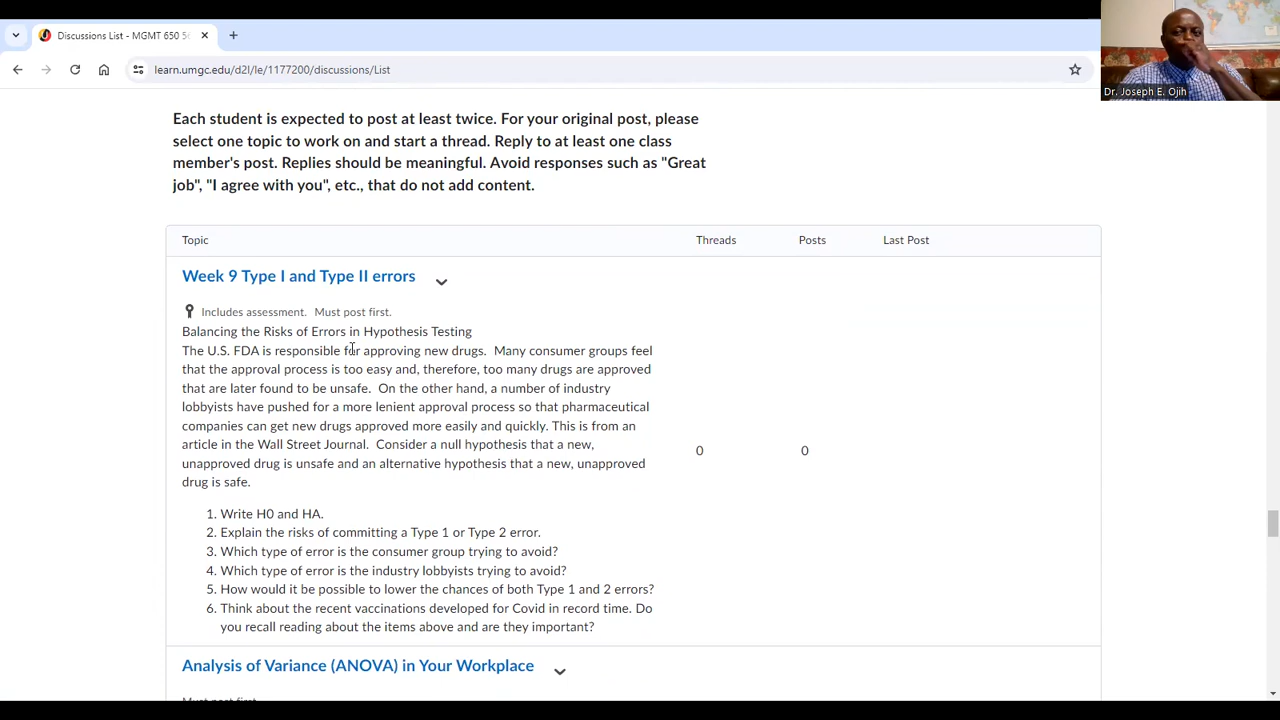 Discussions List - MGMT 650 56
learn.umgc.edu/d2l/le/1177200/discussions/List
Dr. Joseph E. Ojih
Each student is expected to post at least twice. For your original post, please
select one topic to work on and start a thread. Reply to at least one class
member's post. Replies should be meaningful. Avoid responses such as "Great
job", "I agree with you", etc., that do not add content.
Topic Threads Posts Last Post
Week 9 Type I and Type II errors
Includes assessment. Must post first.
Balancing the Risks of Errors in Hypothesis Testing
The U.S. FDA is responsible for approving new drugs. Many consumer groups feel
that the approval process is too easy and, therefore, too many drugs are approved
that are later found to be unsafe. On the other hand, a number of industry
lobbyists have pushed for a more lenient approval process so that pharmaceutical
companies can get new drugs approved more easily and quickly. This is from an
article in the Wall Street Journal. Consider a null hypothesis that a new,
unapproved drug is unsafe and an alternative hypothesis that a new, unapproved
drug is safe.
0 0
1. Write H0 and HA.
2. Explain the risks of committing a Type 1 or Type 2 error.
3. Which type of error is the consumer group trying to avoid?
4. Which type of error is the industry lobbyists trying to avoid?
5. How would it be possible to lower the chances of both Type 1 and 2 errors?
6. Think about the recent vaccinations developed for Covid in record time. Do
you recall reading about the items above and are they important?
Analysis of Variance (ANOVA) in Your Workplace
Must post first.